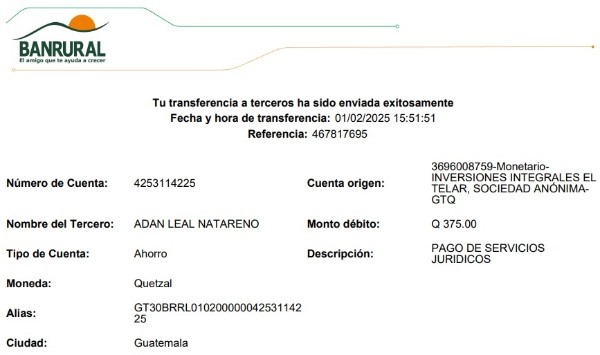 BANRURAL
El amigo que te ayuda a crecer
Tu transferencia a terceros ha sido enviada exitosamente
Fecha y hora de transferencia: 01/02/2025 15:51:51
Referencia: 467817695
Número de Cuenta: 4253114225
Cuenta origen: 3696008759-Monetario-
INVERSIONES INTEGRALES EL
TELAR, SOCIEDAD ANÓNIMA-
GTQ
Nombre del Tercero: ADAN LEAL NATARENO
Monto débito: Q 375.00
Tipo de Cuenta: Ahorro
Descripción: PAGO DE SERVICIOS
JURIDICOS
Moneda: Quetzal
Alias: GT30BRRL010200000042531142
25
Ciudad: Guatemala